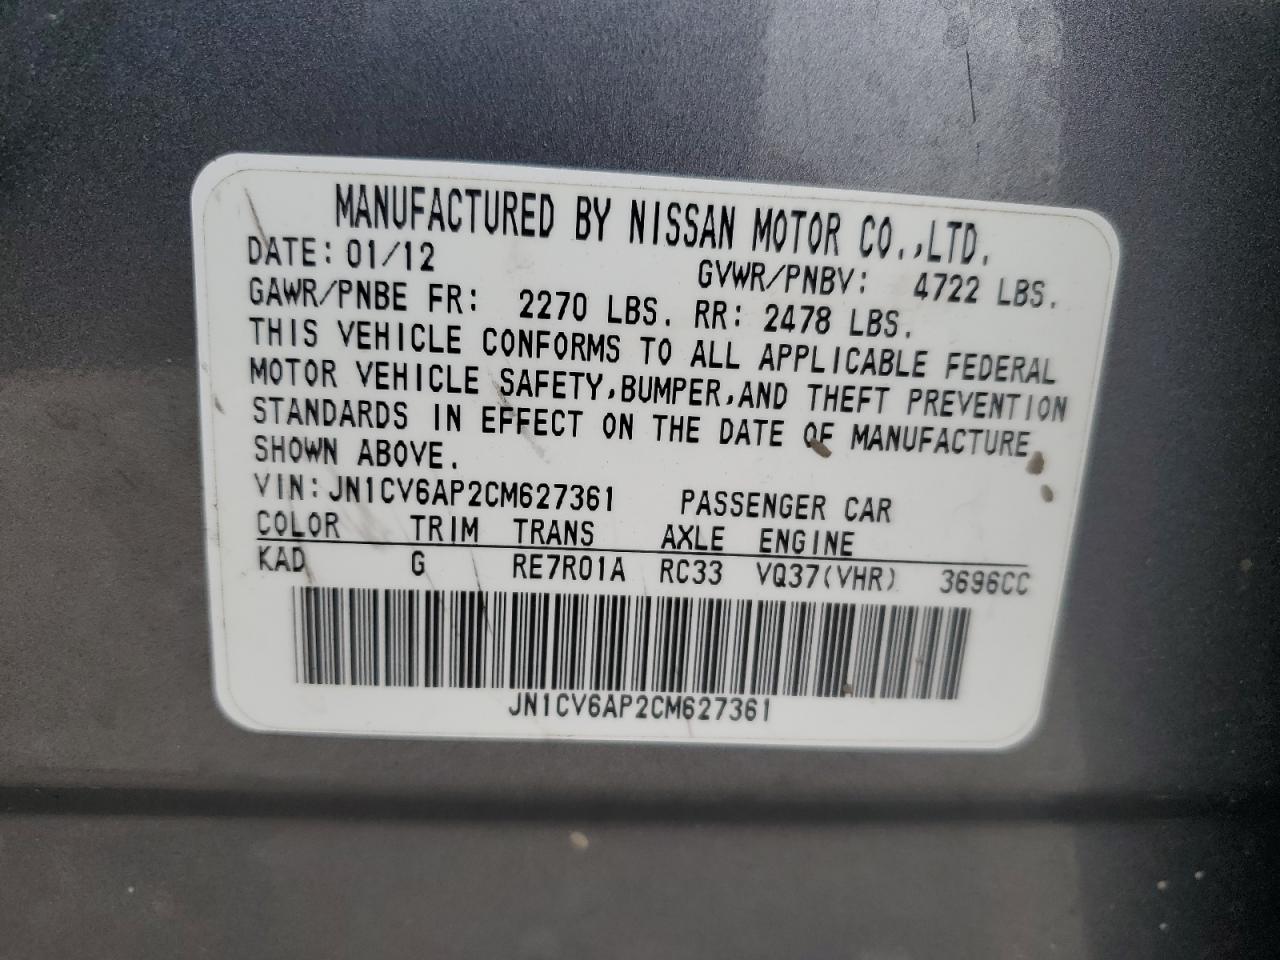 MANUFACTURED BY NISSAN MOTOR CO.,LTD.
DATE: 01/12 GVWR/PNBV: 4722 LBS.
GAWR/PNBE FR: 2270 LBS. RR: 2478 LBS.
THIS VEHICLE CONFORMS TO ALL APPLICABLE FEDERAL
MOTOR VEHICLE SAFETY,BUMPER,AND THEFT PREVENTION
STANDARDS IN EFFECT ON THE DATE OF MANUFACTURE
SHOWN ABOVE.
VIN: JN1CV6AP2CM627361 PASSENGER CAR
COLOR TRIM TRANS AXLE ENGINE
KAD G RE7R01A RC33 VQ37(VHR) 3696CC
JN1CV6AP2CM627361